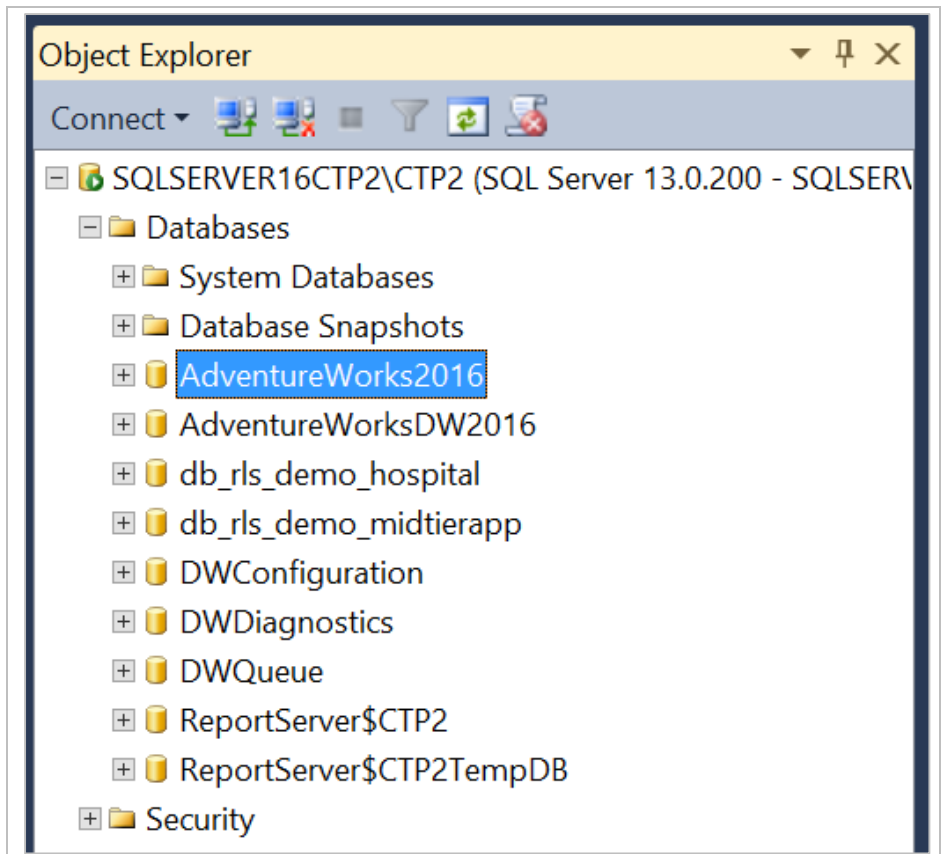 Object Explorer
Connect
SQLSERVER16CTP2\CTP2 (SQL Server 13.0.200 - SQLSERV
Databases
System Databases
Database Snapshots
AdventureWorks2016
AdventureWorksDW2016
db_rls_demo_hospital
db_rls_demo_midtierapp
DWConfiguration
DWDiagnostics
DWQueue
ReportServer$CTP2
ReportServer$CTP2TempDB
Security